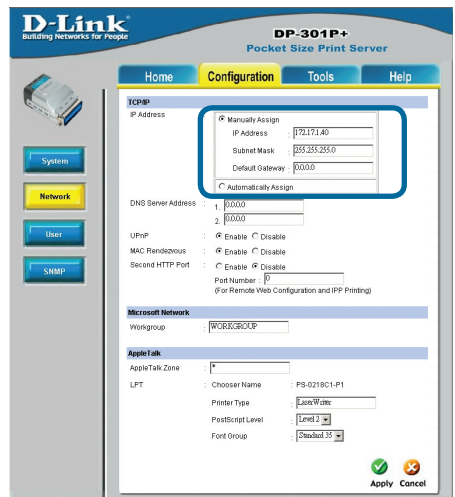 D-Link
Building Networks for People
DP-301P+
Pocket Size Print Server
Home Configuration Tools Help
System
Network
User
SNMP
TCP/IP
IP Address
Manually Assign
IP Address : 172.17.1.40
Subnet Mask : 255.255.255.0
Default Gateway : 0.0.0.0
Automatically Assign
DNS Server Address : 1. 0.0.0.0
2. 0.0.0.0
UPnP : Enable Disable
MAC Rendezvous : Enable Disable
Second HTTP Port : Enable Disable
Port Number : 0
(For Remote Web Configuration and IPP Printing)
Microsoft Network
Workgroup : WORKGROUP
AppleTalk
AppleTalk Zone : *
LPT : Chooser Name : PS-0218C1-P1
Printer Type : LaserWriter
PostScript Level : Level 2
Font Group : Standard 35
Apply Cancel